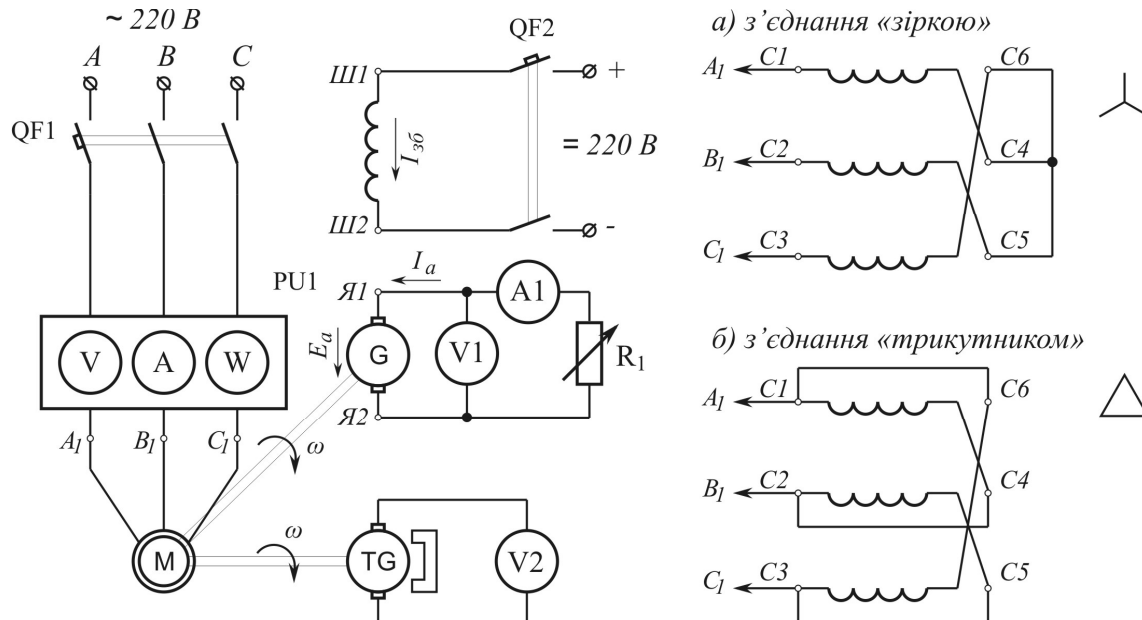 ~ 220 В
A
B
C
QF1
V
A
W
PU1
A1
B1
C1
M
ω
ω
QF2
Ш1
+
Iзб
= 220 В
Ш2
-
Ia
Я1
A1
Ea
G
V1
R1
Я2
TG
V2
а) з’єднання «зіркою»
A1
C1
C6
B1
C2
C4
C1
C3
C5
б) з’єднання «трикутником»
A1
C1
C6
B1
C2
C4
C1
C3
C5